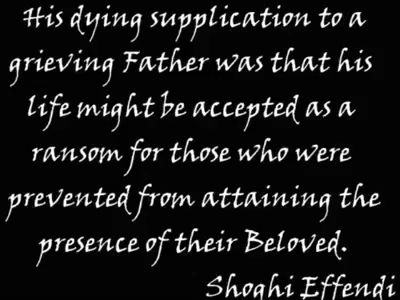 His dying supplication to a
grieving Father was that his
life might be accepted as a
ransom for those who were
prevented from attaining the
presence of their Beloved.
Shoghi Effendi